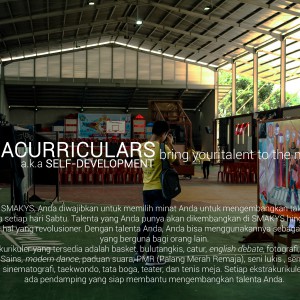 ACURRICULARS bring your talent to the
a.k.a SELF-DEVELOPMENT
SMAKYS, Anda diwajibkan untuk memilih minat Anda untuk mengembangkan
setiap hari Sabtu. Talenta yang Anda punya akan dikembangkan di SMAKYS
hal yang revolusioner. Dengan talenta Anda, Anda bisa menggunakannya sebagai
yang berguna bagi orang lain.
kurikuler yang tersedia adalah basket, bulutangkis, catur, english debate, fotografi,
Sains, modern dance, paduan suara, PMR (Palang Merah Remaja), seni lukis,
sinematografi, taekwondo, tata boga, teater, dan tenis meja. Setiap ekstrakurikuler
ada pendamping yang siap membantu mengembangkan talenta Anda.